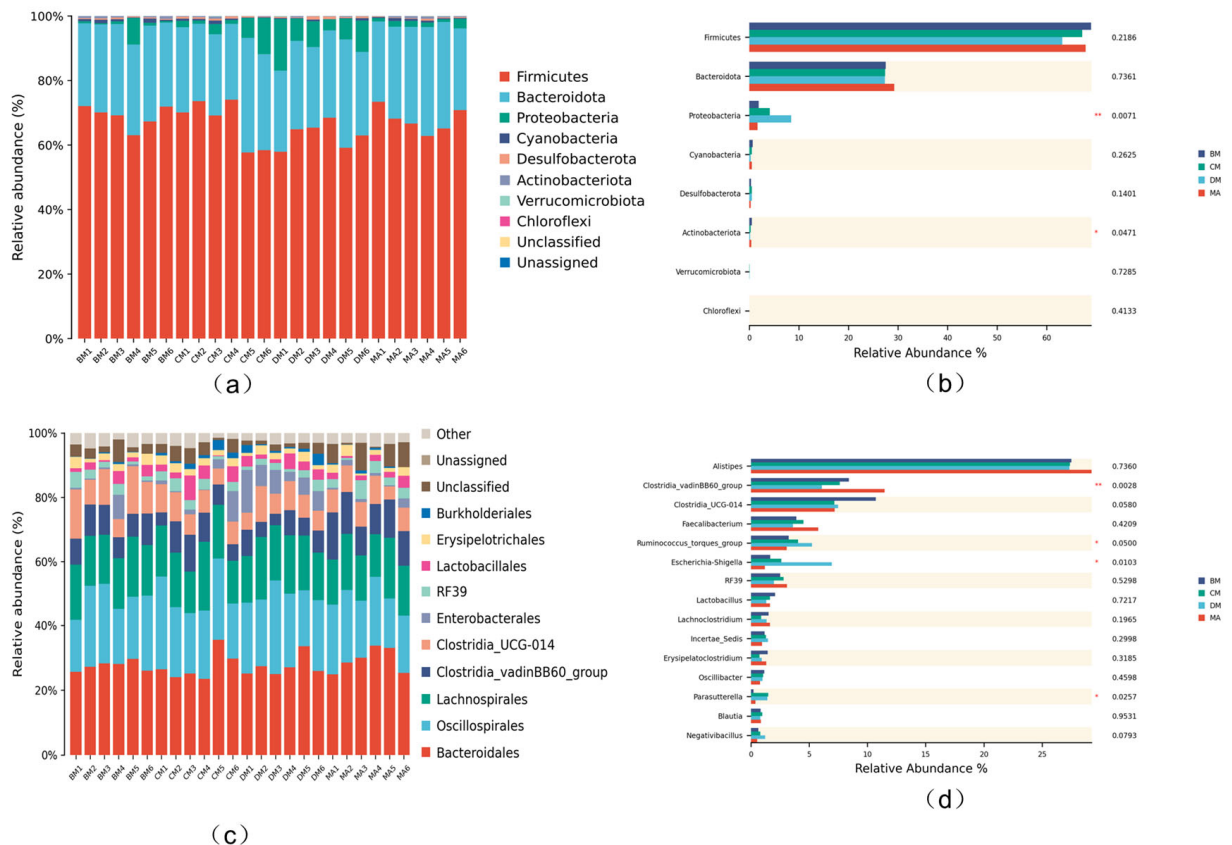 100%
80%
60%
40%
20%
0%
Relative abundance (%)
BM1 BM2 BM3 BM4 BM5 BM6 CM1 CM2 CM3 CM4 CM5 CM6 DM1 DM2 DM3 DM4 DM5 DM6 MA1 MA2 MA3 MA4 MA5 MA6
Firmicutes
Bacteroidota
Proteobacteria
Cyanobacteria
Desulfobacterota
Actinobacteriota
Verrucomicrobiota
Chloroflexi
Unclassified
Unassigned
（a）
Firmicutes 0.2186
Bacteroidota 0.7361
Proteobacteria ** 0.0071
Cyanobacteria 0.2625
Desulfobacterota 0.1401
Actinobacteriota * 0.0471
Verrucomicrobiota 0.7285
Chloroflexi 0.4133
0 10 20 30 40 50 60
Relative Abundance %
BM
CM
DM
MA
（b）
100%
80%
60%
40%
20%
0%
Relative abundance (%)
BM1 BM2 BM3 BM4 BM5 BM6 CM1 CM2 CM3 CM4 CM5 CM6 DM1 DM2 DM3 DM4 DM5 DM6 MA1 MA2 MA3 MA4 MA5 MA6
Other
Unassigned
Unclassified
Burkholderiales
Erysipelotrichales
Lactobacillales
RF39
Enterobacterales
Clostridia_UCG-014
Clostridia_vadinBB60_group
Lachnospirales
Oscillospirales
Bacteroidales
（c）
Alistipes 0.7360
Clostridia_vadinBB60_group ** 0.0028
Clostridia_UCG-014 0.0580
Faecalibacterium 0.4209
Ruminococcus_torques_group * 0.0500
Escherichia-Shigella * 0.0103
RF39 0.5298
Lactobacillus 0.7217
Lachnoclostridium 0.1965
Incertae_Sedis 0.2998
Erysipelatoclostridium 0.3185
Oscillibacter 0.4598
Parasutterella * 0.0257
Blautia 0.9531
Negativibacillus 0.0793
0 5 10 15 20 25
Relative Abundance %
BM
CM
DM
MA
（d）